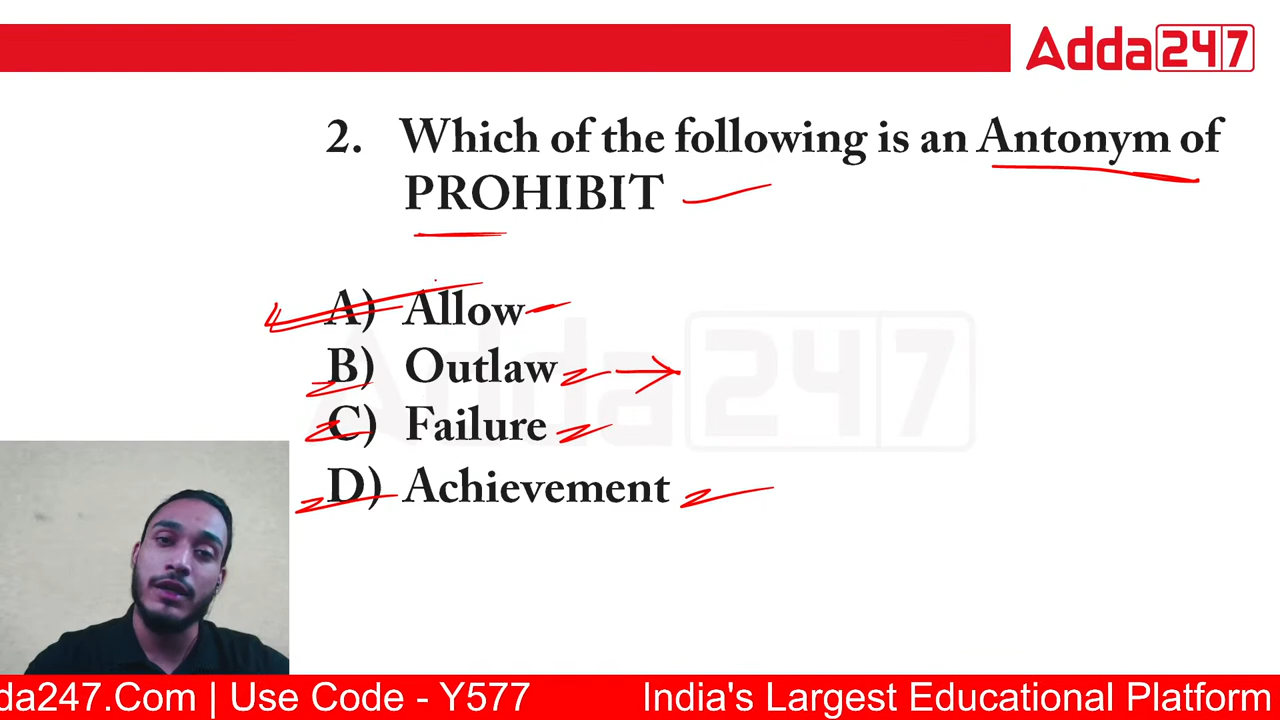 Adda247
2. Which of the following is an Antonym of
PROHIBIT
A) Allow
B) Outlaw
C) Failure
D) Achievement
Adda247
da247.Com | Use Code - Y577 India's Largest Educational Platform